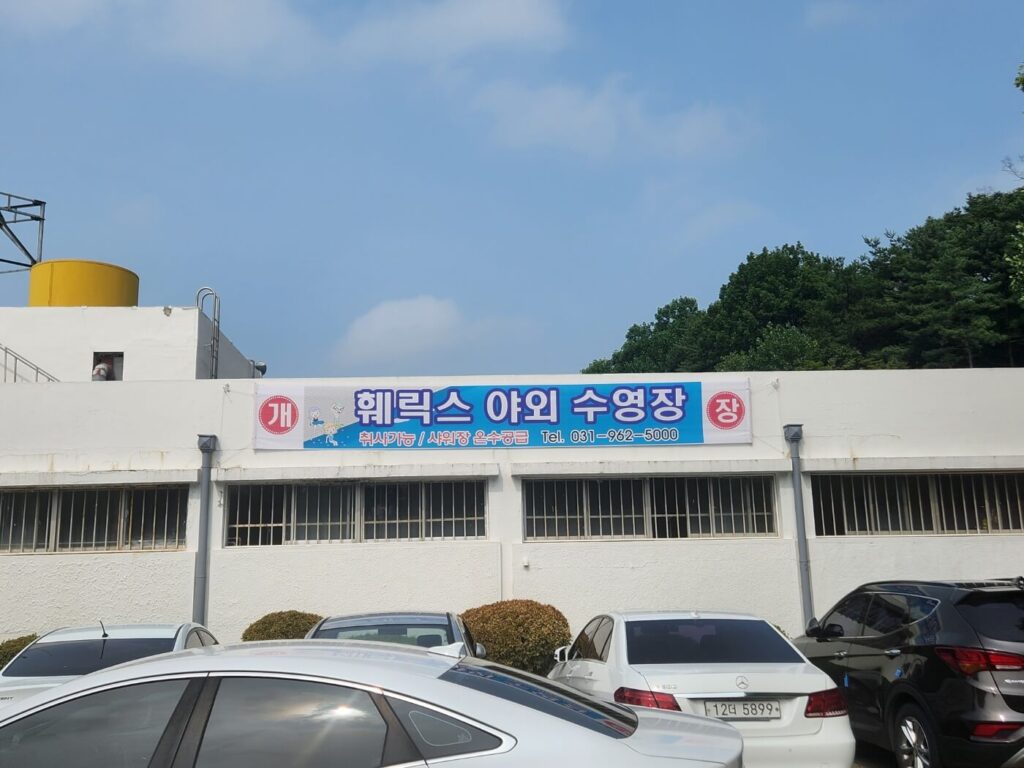 개
훼릭스 야외 수영장
취사가능 / 샤워장 온수공급 Tel. 031-962-5000
장
12더 5899